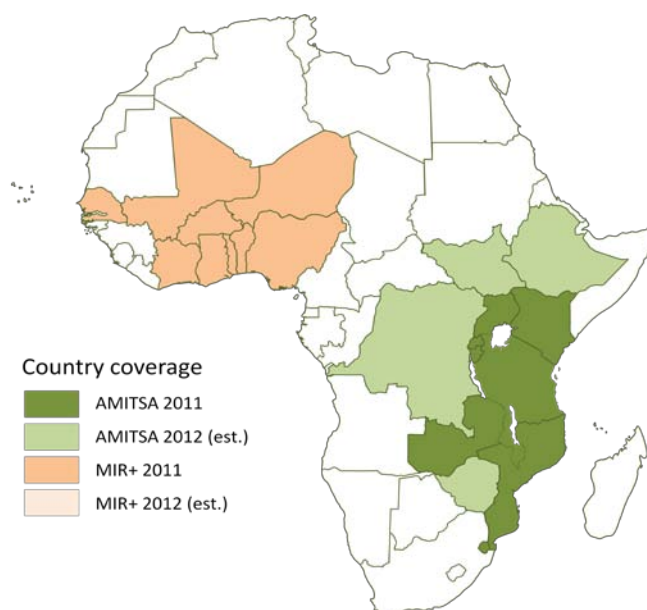 Country coverage
AMITSA 2011
AMITSA 2012 (est.)
MIR+ 2011
MIR+ 2012 (est.)